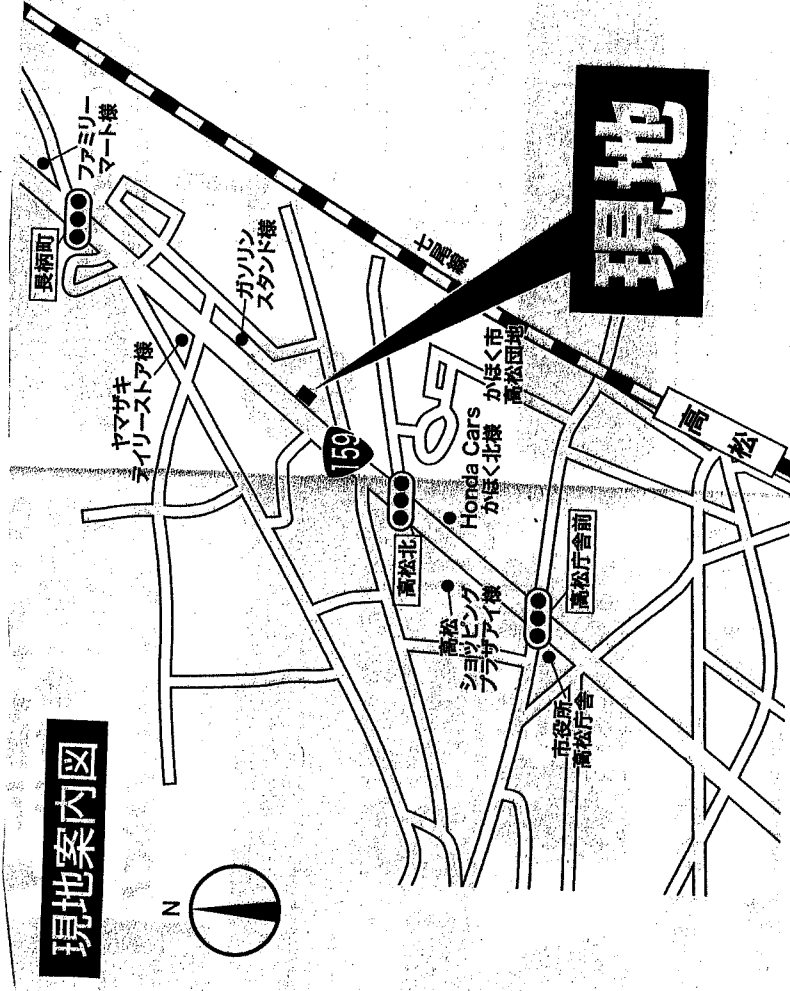 現地案内図
N
長柄町
ファミリー
マート様
ヤマザキ
デイリーストア様
ガソリン
スタンド様
159
七尾線
現地
高松北
Honda Cars
かほく北様
かほく市
高松団地
高松
ショッピング
プラザアイ様
高松庁舎前
市役所
高松庁舎
高松